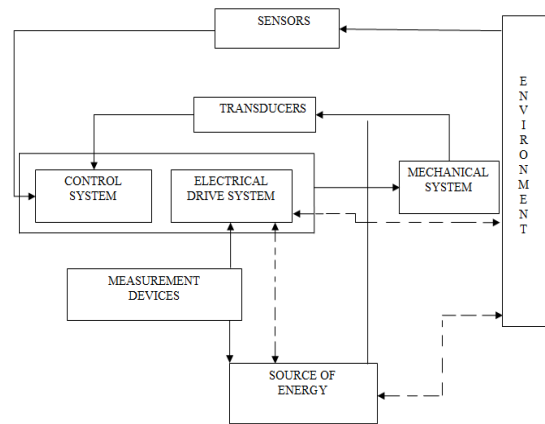 SENSORS
TRANSDUCERS
CONTROL
SYSTEM
ELECTRICAL
DRIVE SYSTEM
MECHANICAL
SYSTEM
E
N
V
I
R
O
N
M
E
N
T
MEASUREMENT
DEVICES
SOURCE OF
ENERGY